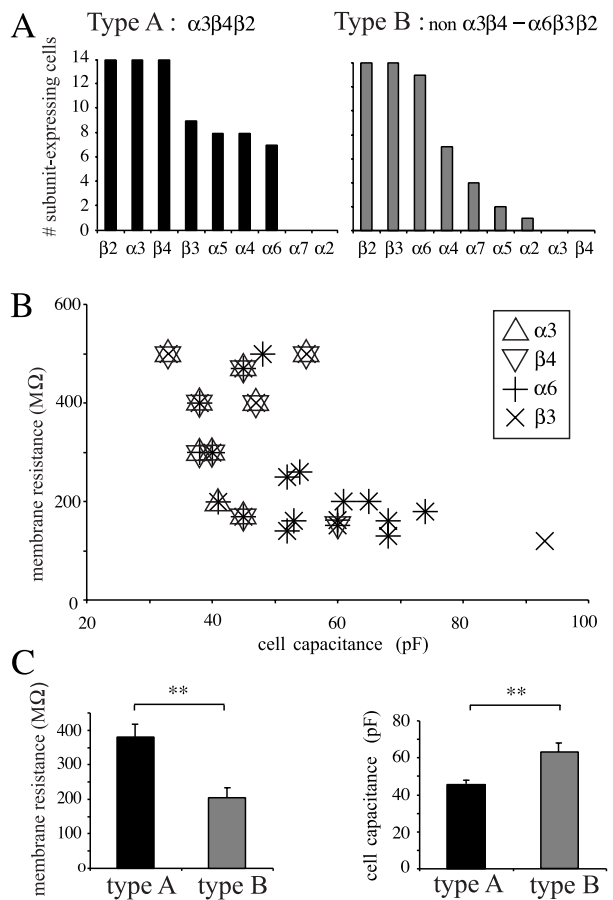 A
Type A : α3β4β2
Type B : non α3β4 – α6β3β2
# subunit-expressing cells
14
12
10
8
6
4
2
0
β2 α3 β4 β3 α5 α4 α6 α7 α2
β2 β3 α6 α4 α7 α5 α2 α3 β4
B
membrane resistance (MΩ)
600
400
200
0
20 40 60 80 100
cell capacitance (pF)
α3
β4
α6
β3
C
membrane resistance (MΩ)
400
300
200
100
0
**
type A type B
cell capacitance (pF)
80
60
40
20
0
**
type A type B